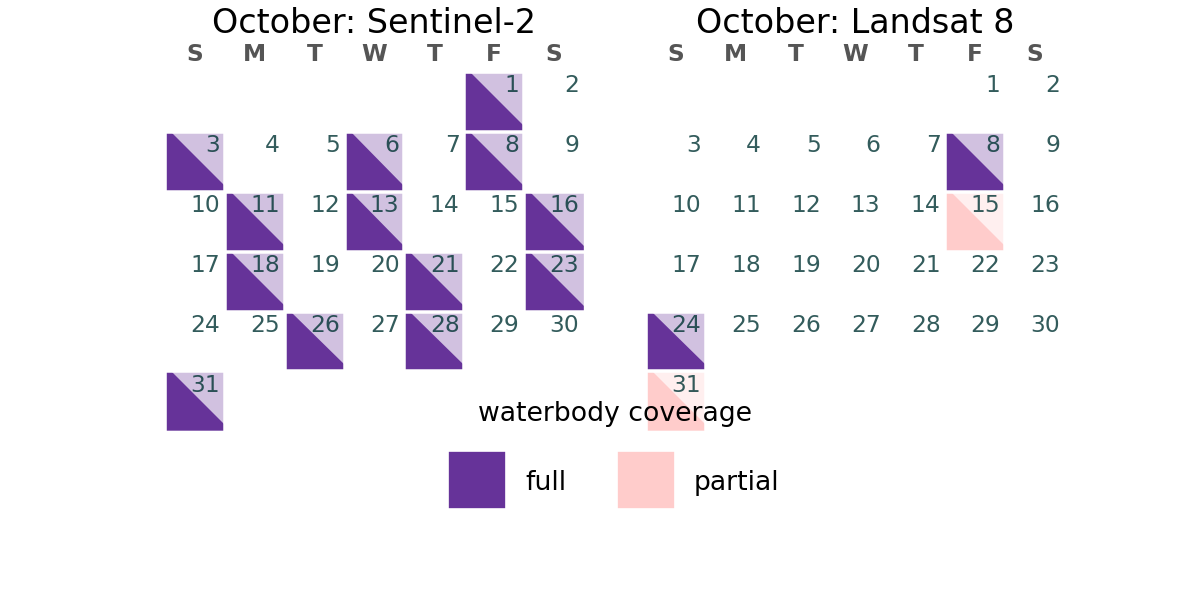 October: Sentinel-2
S M T W T F S
1 2
3 4 5 6 7 8 9
10 11 12 13 14 15 16
17 18 19 20 21 22 23
24 25 26 27 28 29 30
31
October: Landsat 8
S M T W T F S
1 2
3 4 5 6 7 8 9
10 11 12 13 14 15 16
17 18 19 20 21 22 23
24 25 26 27 28 29 30
31
waterbody coverage
full partial